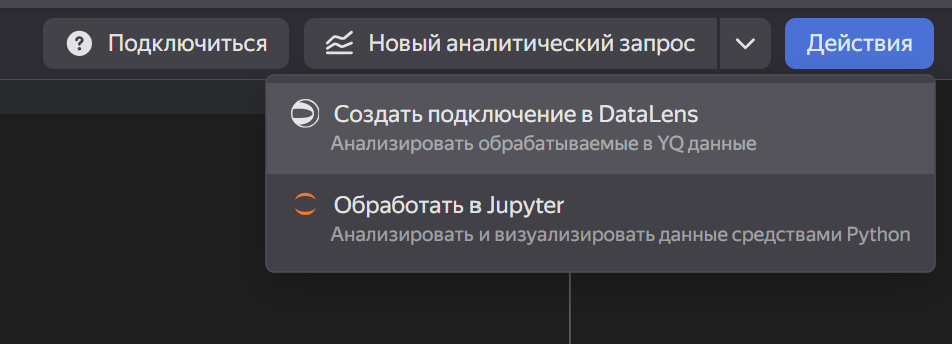 Подключиться
Новый аналитический запрос
Действия
Создать подключение в DataLens
Анализировать обрабатываемые в YQ данные
Обработать в Jupyter
Анализировать и визуализировать данные средствами Python